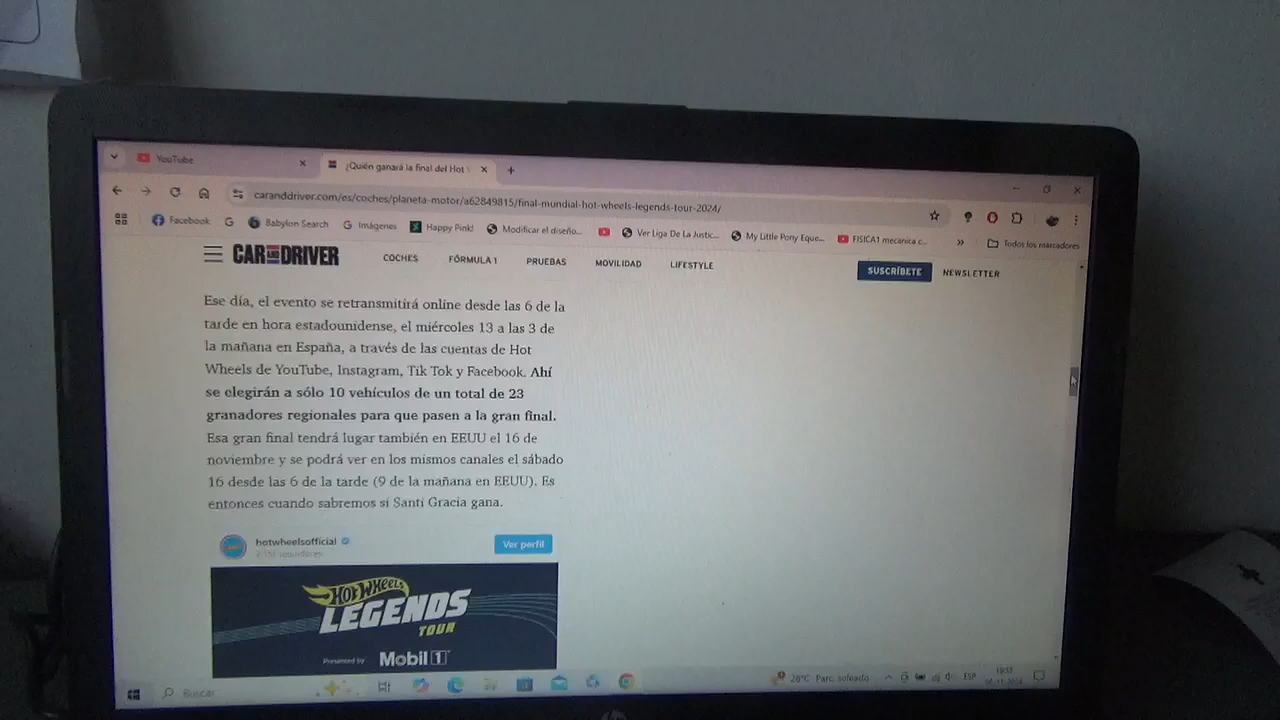 YouTube
¿Quién ganará la final del Hot
caranddriver.com/es/coches/planeta-motor/a62849815/final-mundial-hot-wheels-legends-tour-2024/
Facebook
Babylon Search
Imágenes
Happy Pink!
Modificar el diseño...
Ver Liga De La Justic...
My Little Pony Eque...
FISICA1 mecanica c...
»
Todos los marcadores
CAR AND DRIVER
COCHES
FÓRMULA 1
PRUEBAS
MOVILIDAD
LIFESTYLE
SUSCRÍBETE
NEWSLETTER
Ese día, el evento se retransmitirá online desde las 6 de la
tarde en hora estadounidense, el miércoles 13 a las 3 de
la mañana en España, a través de las cuentas de Hot
Wheels de YouTube, Instagram, Tik Tok y Facebook. Ahí
se elegirán a sólo 10 vehículos de un total de 23
granadores regionales para que pasen a la gran final.
Esa gran final tendrá lugar también en EEUU el 16 de
noviembre y se podrá ver en los mismos canales el sábado
16 desde las 6 de la tarde (9 de la mañana en EEUU). Es
entonces cuando sabremos si Santi Gracia gana.
hotwheelsofficial
seguidores
Ver perfil
HOT WHEELS
LEGENDS
TOUR
Presented by
Mobil 1
Buscar
28°C Parc. soleado
ESP